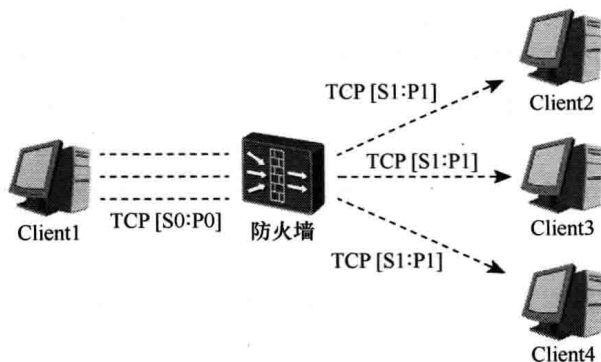 TCP [S1∶P1]
Client2
TCP [S1∶P1]
TCP [S0∶P0]
Client1
防火墙
Client3
TCP [S1∶P1]
Client4